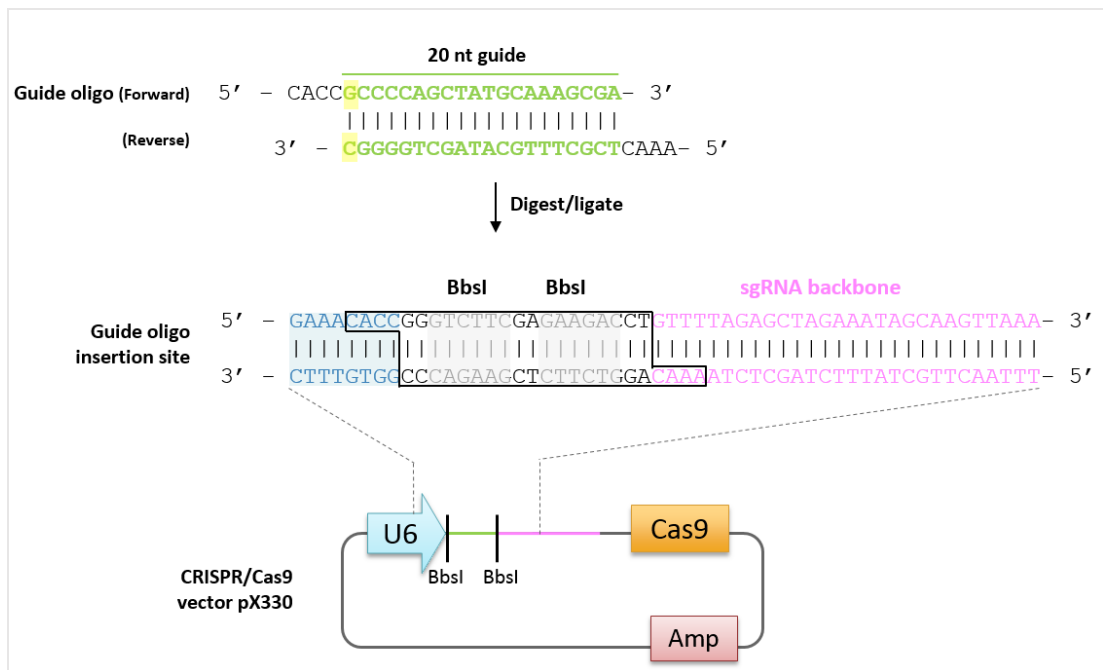 20 nt guide
Guide oligo (Forward) 5’ – CACCGCCCCAGCTATGCAAAGCGA– 3’
(Reverse) 3’ – CGGGGTCGATACGTTTCGCTCAAA– 5’
Digest/ligate
BbsI BbsI sgRNA backbone
Guide oligo insertion site
5’ – GAAACACCGGGTCTTCGAGAAGACCTGTTTTAGAGCTAGAAATAGCAAGTTAAA– 3’
3’ – CTTTGTGGCCCAGAAGCTCTTCTGGACAAAATCTCGATCTTTATCGTTCAATTT– 5’
U6 Cas9
BbsI BbsI
CRISPR/Cas9
vector pX330
Amp